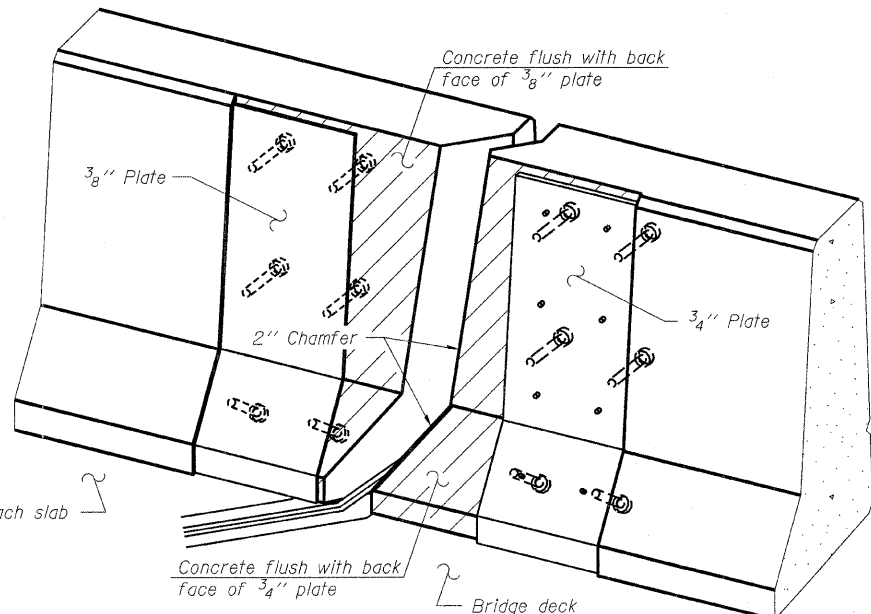 Concrete flush with back
face of 3/8" plate
3/8" Plate
2" Chamfer
3/4" Plate
ach slab
Concrete flush with back
face of 3/4" plate
Bridge deck